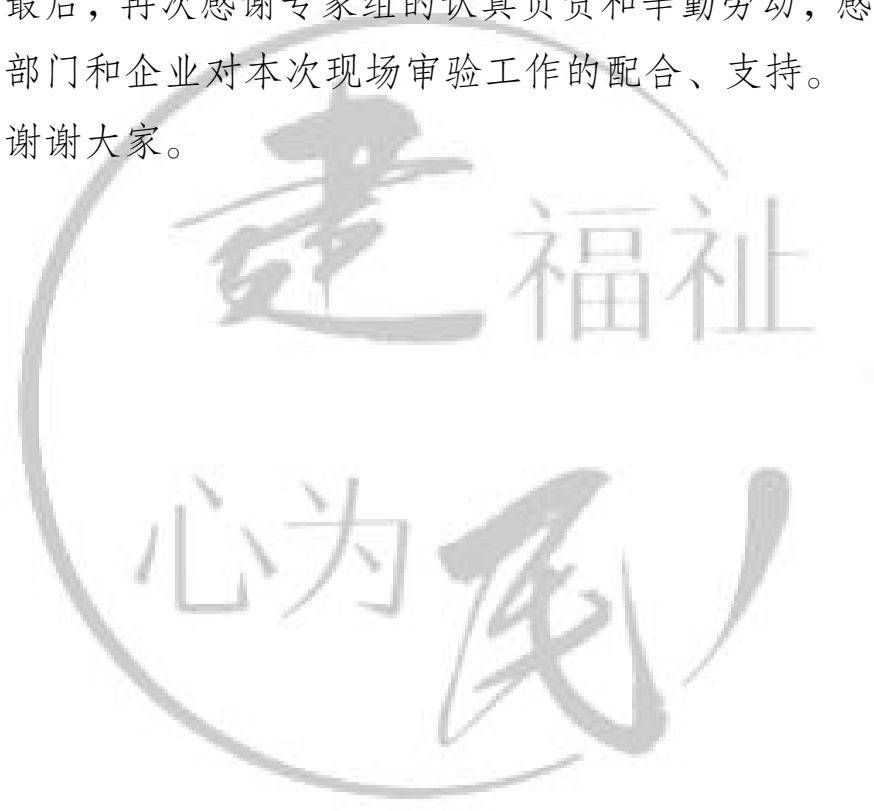 最后，再次感谢专家组的认真负责和辛勤劳动，感
部门和企业对本次现场审验工作的配合、支持。
谢谢大家。
建福祉
心为民